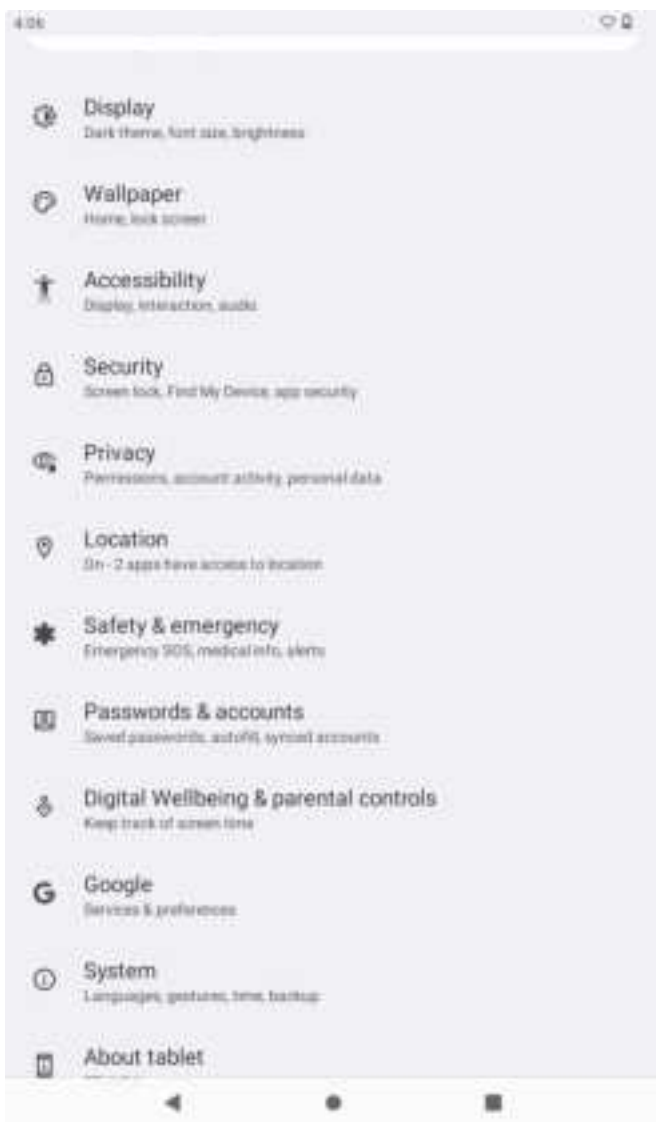 4:06
Display
Dark theme, font size, brightness
Wallpaper
Home, lock screen
Accessibility
Display, interaction, audio
Security
Screen lock, Find My Device, app security
Privacy
Permissions, account activity, personal data
Location
On - 2 apps have access to location
Safety & emergency
Emergency SOS, medical info, alerts
Passwords & accounts
Saved passwords, autofill, synced accounts
Digital Wellbeing & parental controls
Keep track of screen time
Google
Services & preferences
System
Languages, gestures, time, backup
About tablet